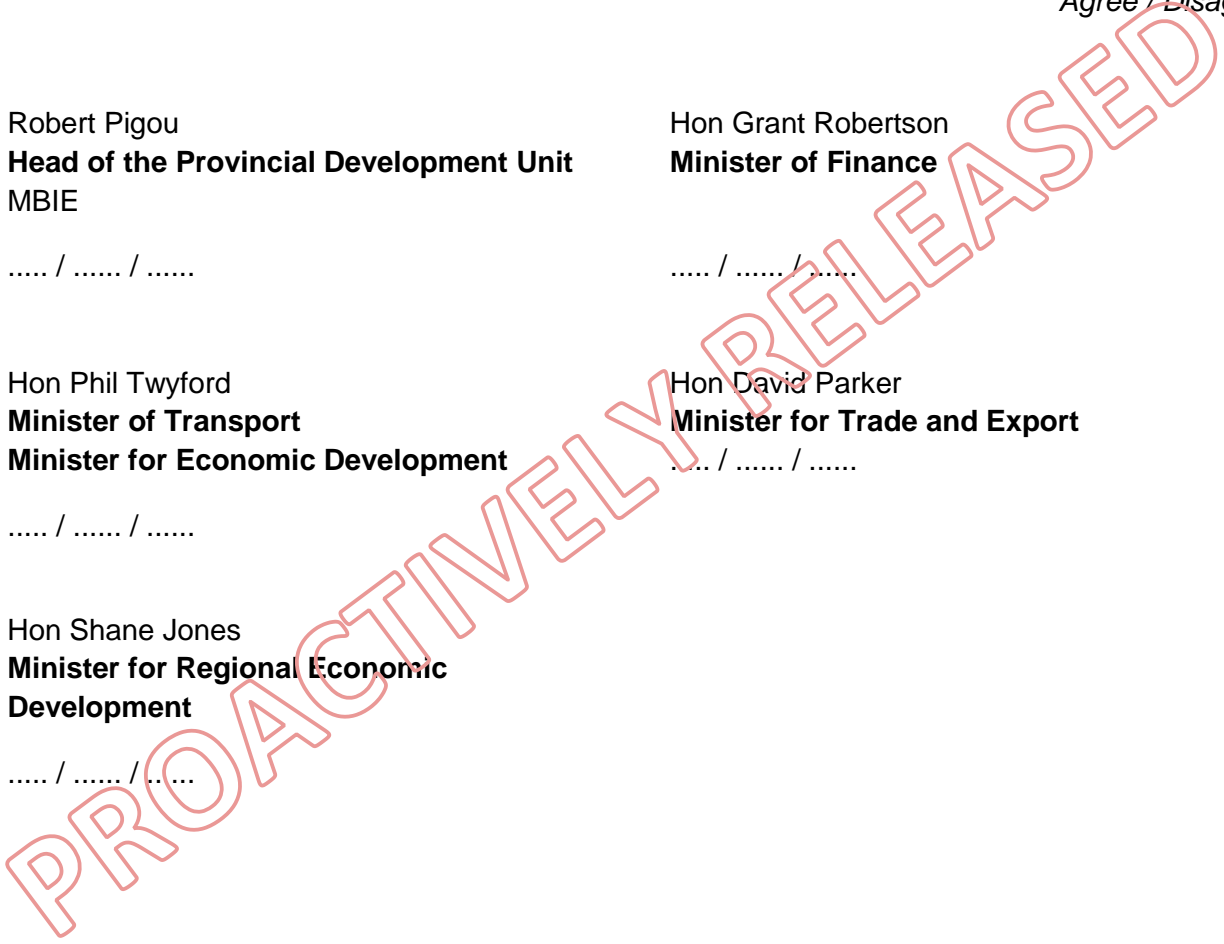 Agree /
Robert Pigou
Head of the Provincial Development Unit
MBIE
..... / ...... / ......
Hon Grant Robertson
Minister of Finance
..... / ...... / ......
Hon Phil Twyford
Minister of Transport
Minister for Economic Development
..... / ...... / ......
Hon David Parker
Minister for Trade and Export
..... / ...... / ......
Hon Shane Jones
Minister for Regional Economic
Development
..... / ...... / ......
PROACTIVELY RELEASED